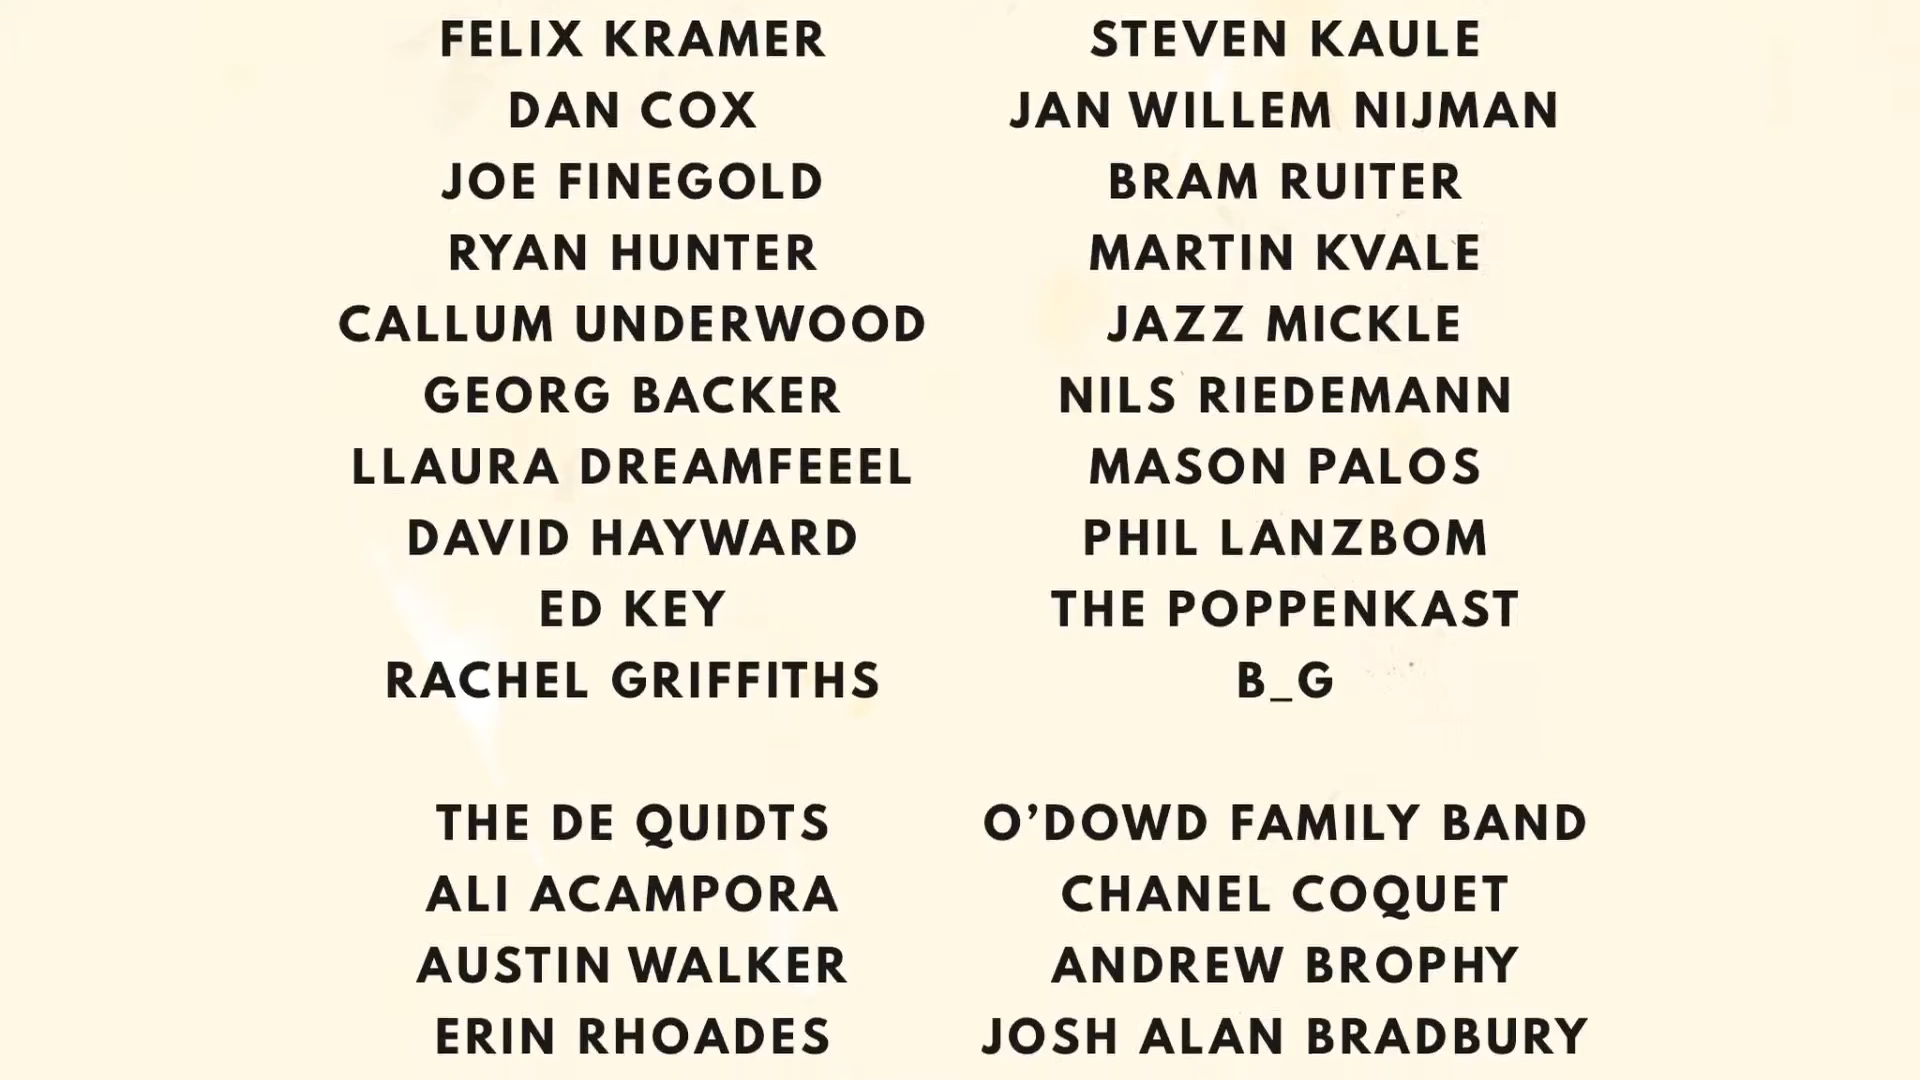 FELIX KRAMER
DAN COX
JOE FINEGOLD
RYAN HUNTER
CALLUM UNDERWOOD
GEORG BACKER
LLAURA DREAMFEEEL
DAVID HAYWARD
ED KEY
RACHEL GRIFFITHS
STEVEN KAULE
JAN WILLEM NIJMAN
BRAM RUITER
MARTIN KVALE
JAZZ MICKLE
NILS RIEDEMANN
MASON PALOS
PHIL LANZBOM
THE POPPENKAST
B_G
THE DE QUIDTS
ALI ACAMPORA
AUSTIN WALKER
ERIN RHOADES
O’DOWD FAMILY BAND
CHANEL COQUET
ANDREW BROPHY
JOSH ALAN BRADBURY